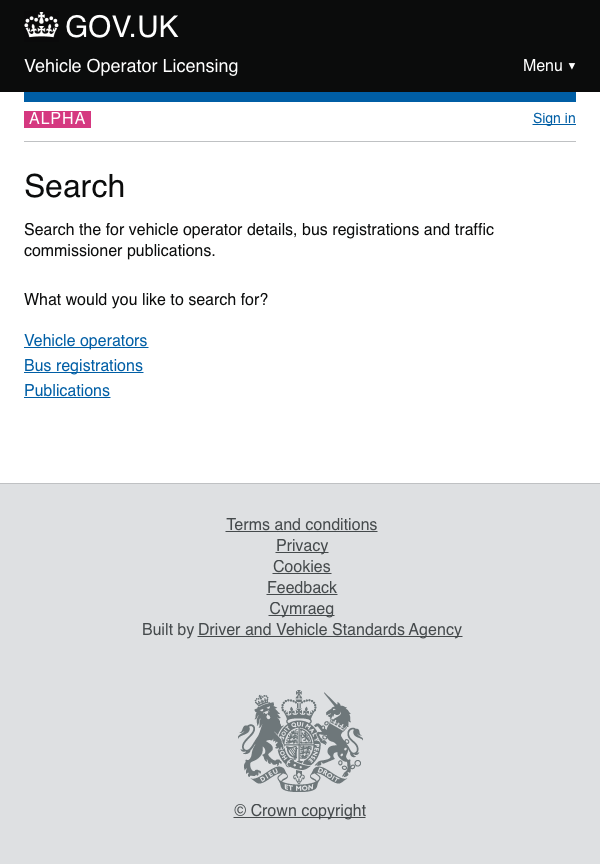 GOV.UK
Vehicle Operator Licensing
Menu ▼
ALPHA
Sign in
Search
Search the for vehicle operator details, bus registrations and traffic
commissioner publications.
What would you like to search for?
Vehicle operators
Bus registrations
Publications
Terms and conditions
Privacy
Cookies
Feedback
Cymraeg
Built by Driver and Vehicle Standards Agency
DIEU ET MON DROIT
© Crown copyright